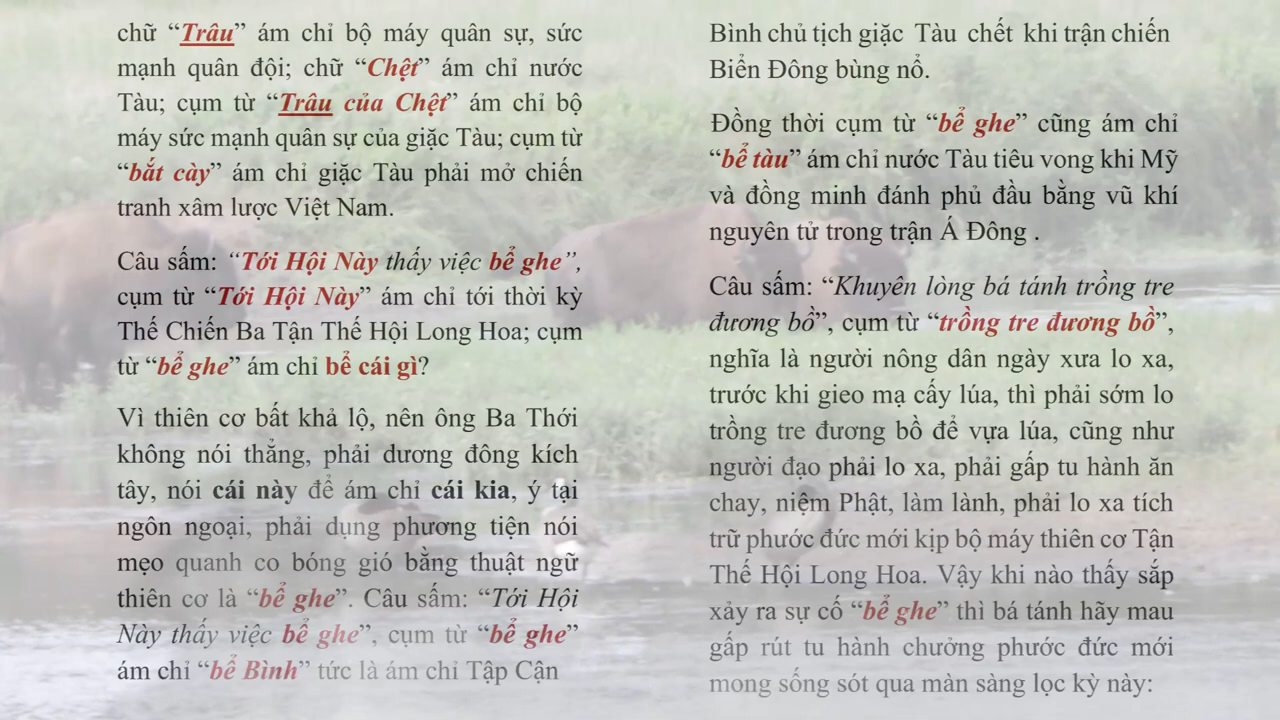 chữ “Trâu” ám chỉ bộ máy quân sự, sức
mạnh quân đội; chữ “Chệt” ám chỉ nước
Tàu; cụm từ “Trâu của Chệt” ám chỉ bộ
máy sức mạnh quân sự của giặc Tàu; cụm từ
“bắt cày” ám chỉ giặc Tàu phải mở chiến
tranh xâm lược Việt Nam.
Câu sấm: “Tới Hội Này thấy việc bể ghe”,
cụm từ “Tới Hội Này” ám chỉ tới thời kỳ
Thế Chiến Ba Tận Thế Hội Long Hoa; cụm
từ “bể ghe” ám chỉ bể cái gì?
Vì thiên cơ bất khả lộ, nên ông Ba Thới
không nói thẳng, phải dương đông kích
tây, nói cái này để ám chỉ cái kia, ý tại
ngôn ngoại, phải dụng phương tiện nói
mẹo quanh co bóng gió bằng thuật ngữ
thiên cơ là “bể ghe”. Câu sấm: “Tới Hội
Này thấy việc bể ghe”, cụm từ “bể ghe”
ám chỉ “bể Bình” tức là ám chỉ Tập Cận
Bình chủ tịch giặc Tàu chết khi trận chiến
Biển Đông bùng nổ.
Đồng thời cụm từ “bể ghe” cũng ám chỉ
“bể tàu” ám chỉ nước Tàu tiêu vong khi Mỹ
và đồng minh đánh phủ đầu bằng vũ khí
nguyên tử trong trận Á Đông .
Câu sấm: “Khuyên lòng bá tánh trồng tre
đương bồ”, cụm từ “trồng tre đương bồ”,
nghĩa là người nông dân ngày xưa lo xa,
trước khi gieo mạ cấy lúa, thì phải sớm lo
trồng tre đương bồ để vựa lúa, cũng như
người đạo phải lo xa, phải gấp tu hành ăn
chay, niệm Phật, làm lành, phải lo xa tích
trữ phước đức mới kịp bộ máy thiên cơ Tận
Thế Hội Long Hoa. Vậy khi nào thấy sắp
xảy ra sự cố “bể ghe” thì bá tánh hãy mau
gấp rút tu hành chưởng phước đức mới
mong sống sót qua màn sàng lọc kỳ này: